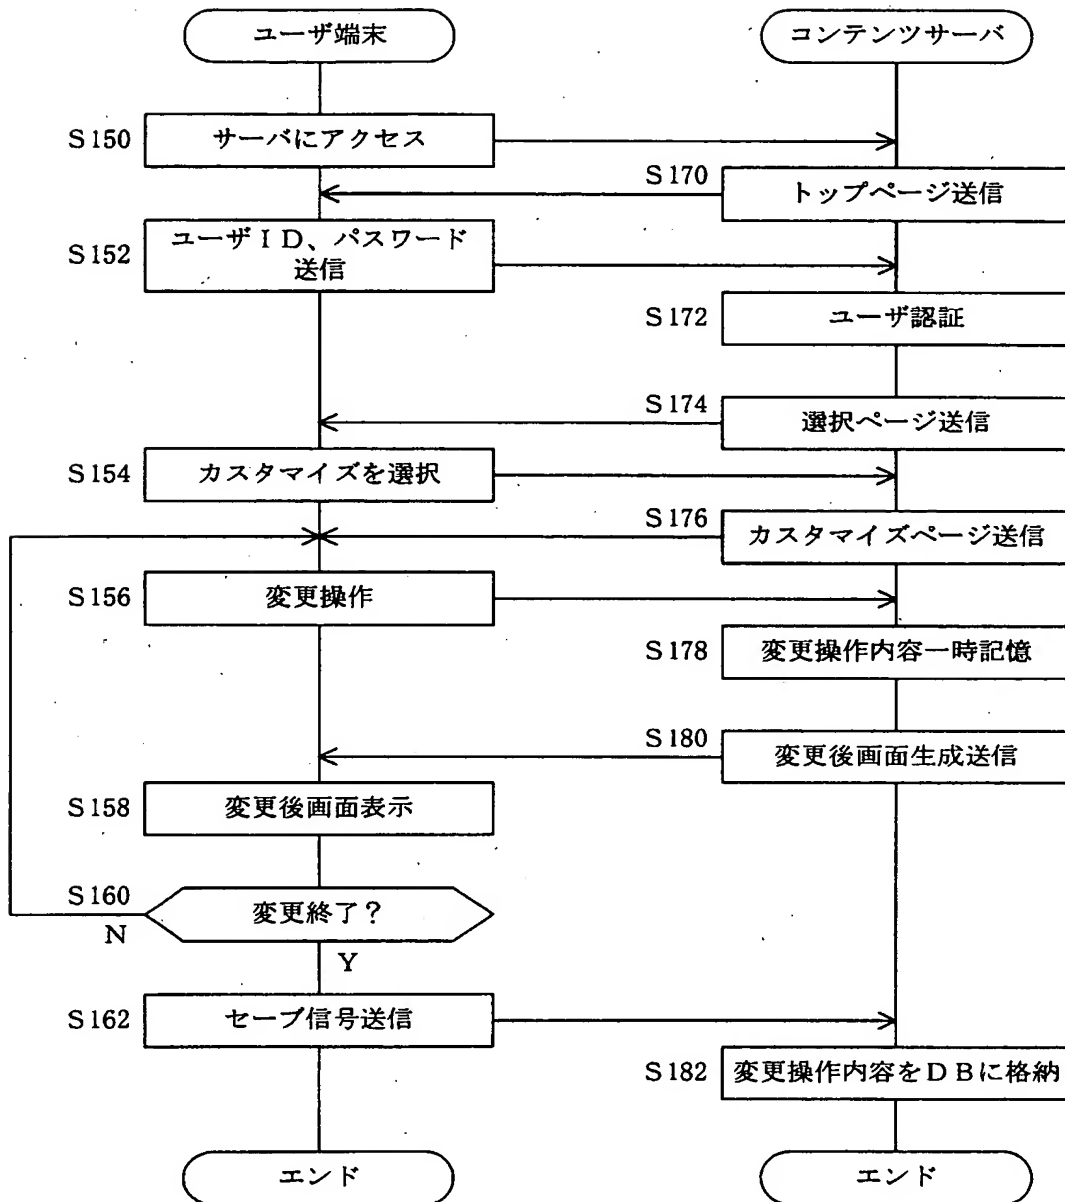 ユーザ端末
コンテンツサーバ
S150
サーバにアクセス
S170
トップページ送信
S152
ユーザID、パスワード
送信
S172
ユーザ認証
S174
選択ページ送信
S154
カスタマイズを選択
S176
カスタマイズページ送信
S156
変更操作
S178
変更操作内容一時記憶
S180
変更後画面生成送信
S158
変更後画面表示
S160
変更終了?
N
Y
S162
セーブ信号送信
S182
変更操作内容をDBに格納
エンド
エンド